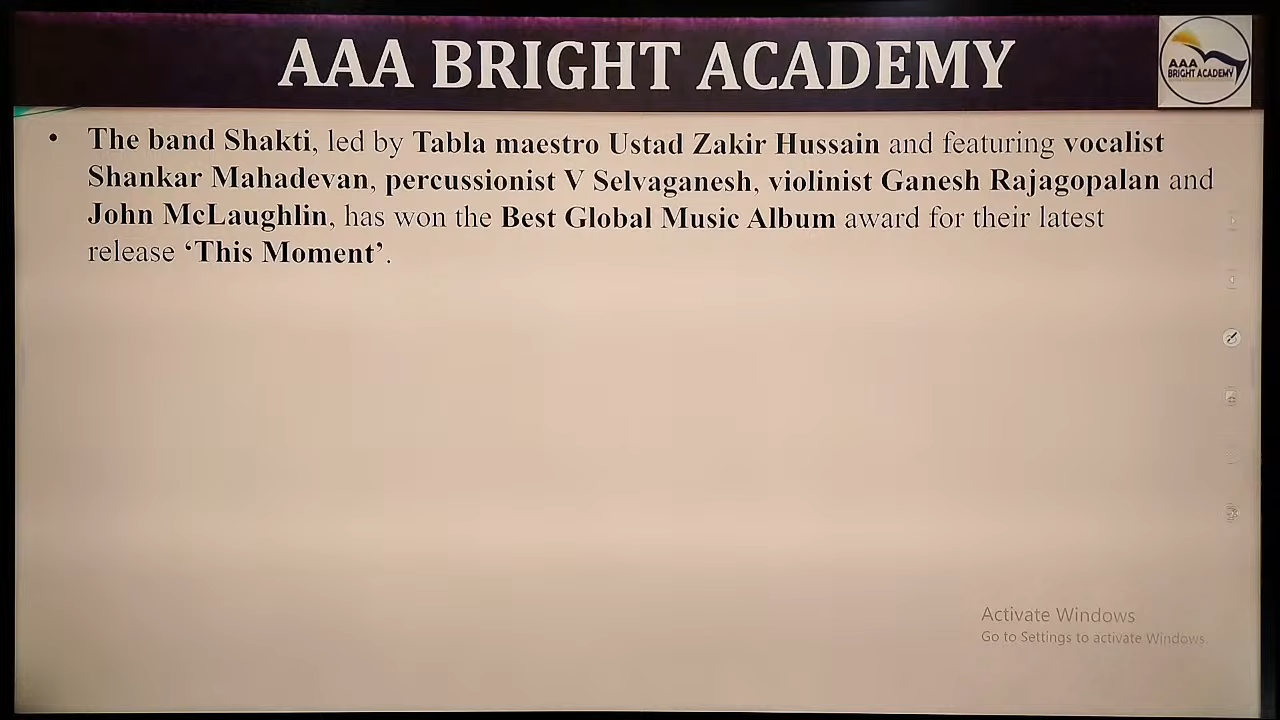 AAA BRIGHT ACADEMY
AAA
BRIGHT ACADEMY
• The band Shakti, led by Tabla maestro Ustad Zakir Hussain and featuring vocalist
Shankar Mahadevan, percussionist V Selvaganesh, violinist Ganesh Rajagopalan and
John McLaughlin, has won the Best Global Music Album award for their latest
release ‘This Moment’.
Activate Windows
Go to Settings to activate Windows.